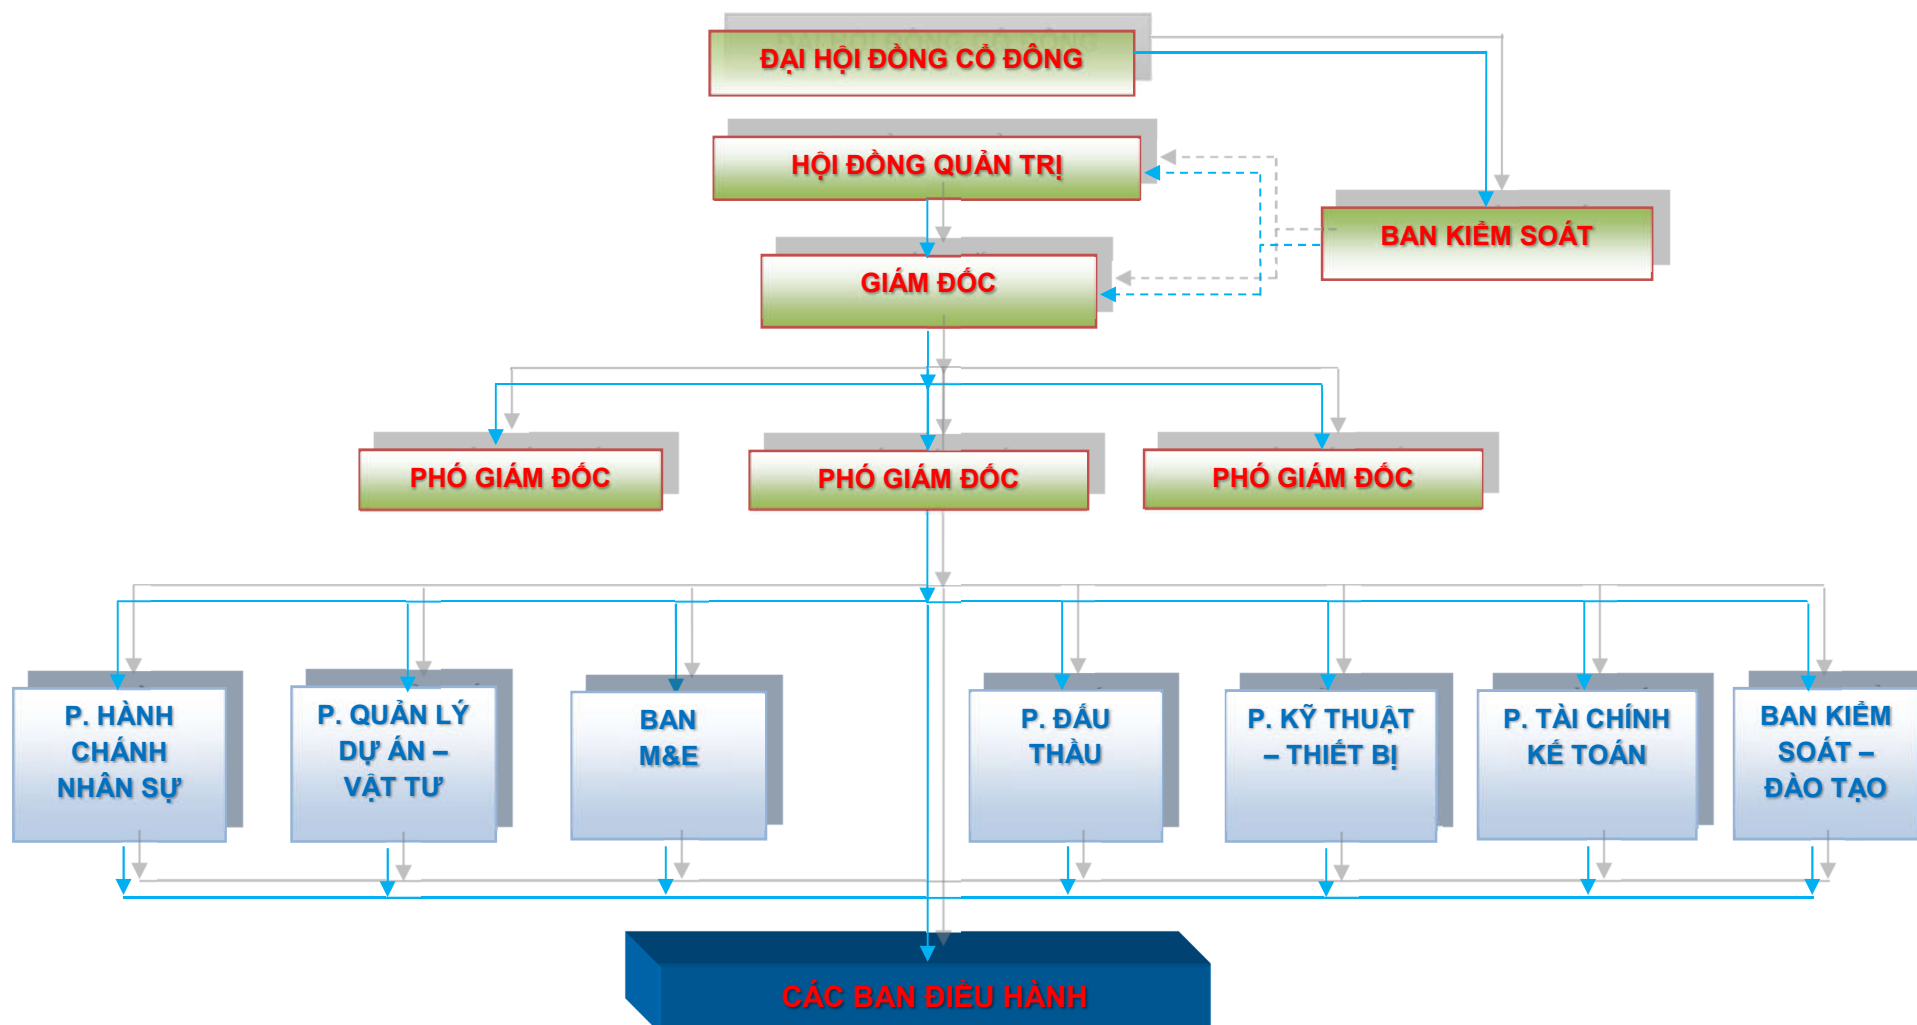 ĐẠI HỘI ĐỒNG CỔ ĐÔNG
HỘI ĐỒNG QUẢN TRỊ
BAN KIỂM SOÁT
GIÁM ĐỐC
PHÓ GIÁM ĐỐC
PHÓ GIÁM ĐỐC
PHÓ GIÁM ĐỐC
P. HÀNH
CHÁNH
NHÂN SỰ
P. QUẢN LÝ
DỰ ÁN –
VẬT TƯ
BAN
M&E
P. ĐẤU
THẦU
P. KỸ THUẬT
– THIẾT BỊ
P. TÀI CHÍNH
KẾ TOÁN
BAN KIỂM
SOÁT –
ĐÀO TẠO
CÁC BAN ĐIỀU HÀNH